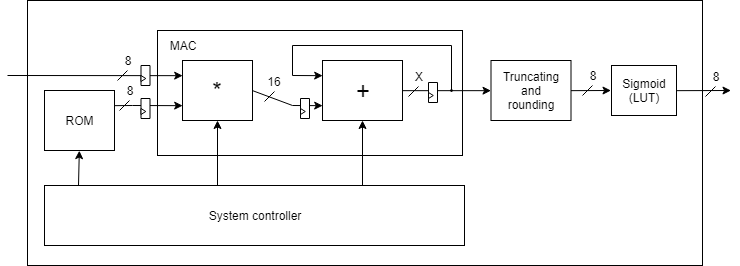 MAC
8
*
16
+
X
8
ROM
Truncating
and
rounding
8
Sigmoid
(LUT)
8
System controller